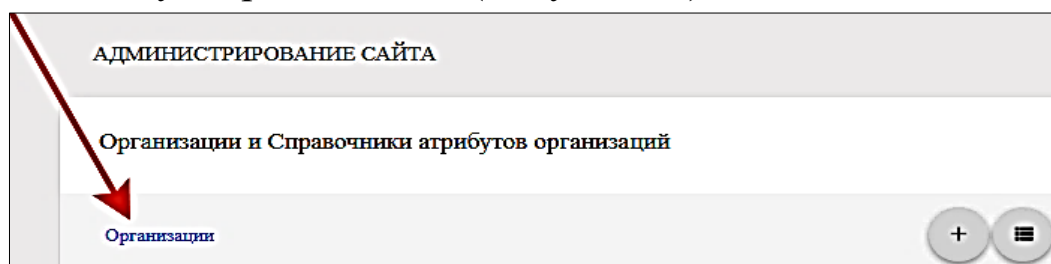 АДМИНИСТРИРОВАНИЕ САЙТА
Организации и Справочники атрибутов организаций
Организации